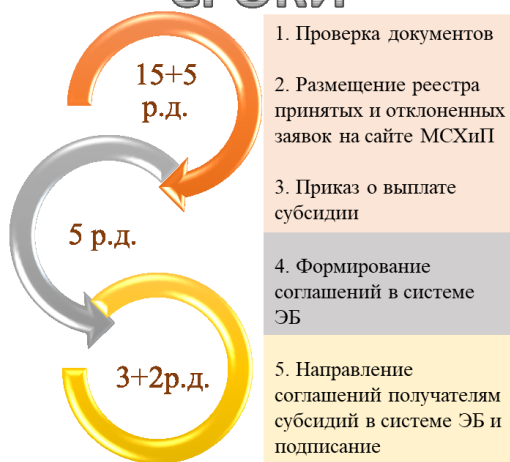 СРОКИ
15+5
р.д.
1. Проверка документов
2. Размещение реестра
принятых и отклоненных
заявок на сайте МСХиП
3. Приказ о выплате
субсидии
5 р.д.
4. Формирование
соглашений в системе
ЭБ
3+2р.д.
5. Направление
соглашений получателям
субсидий в системе ЭБ и
подписание